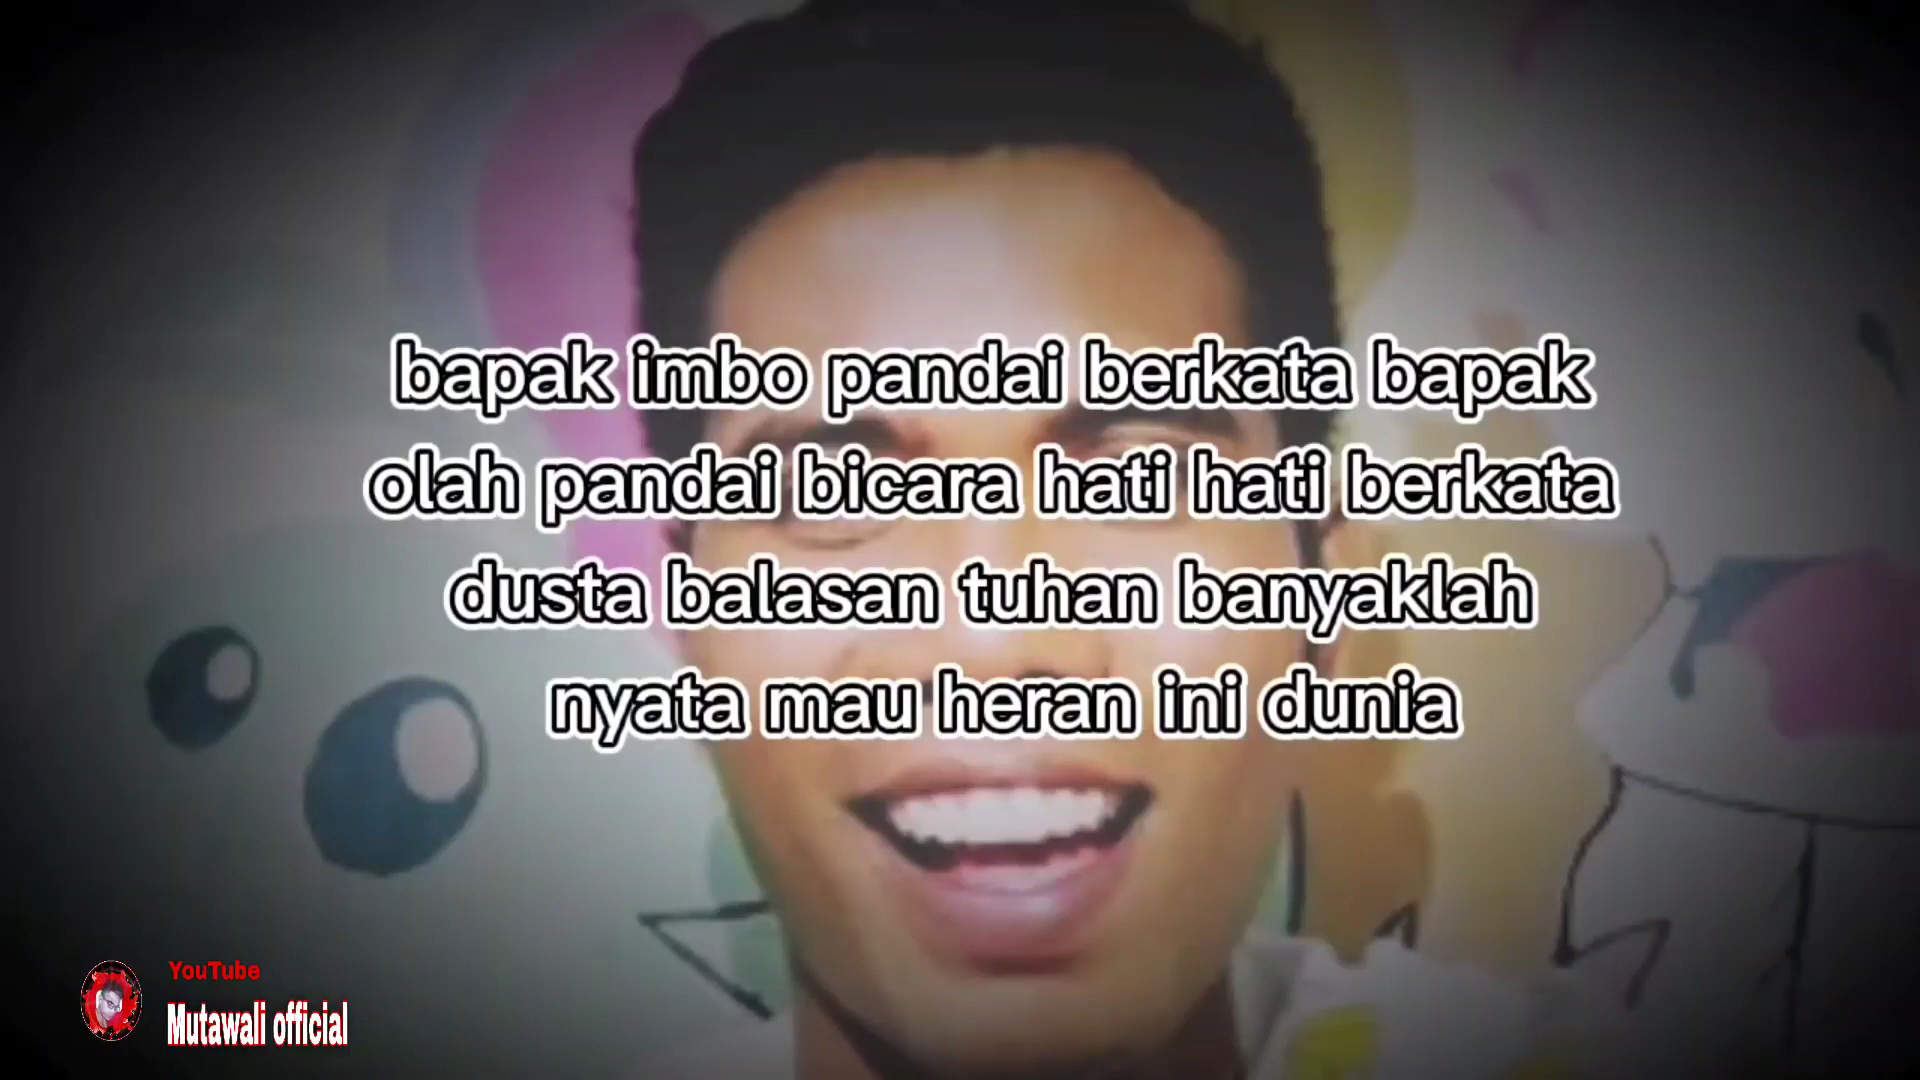 bapak imbo pandai berkata bapak
olah pandai bicara hati hati berkata
dusta balasan tuhan banyaklah
nyata mau heran ini dunia
YouTube
Mutawali official